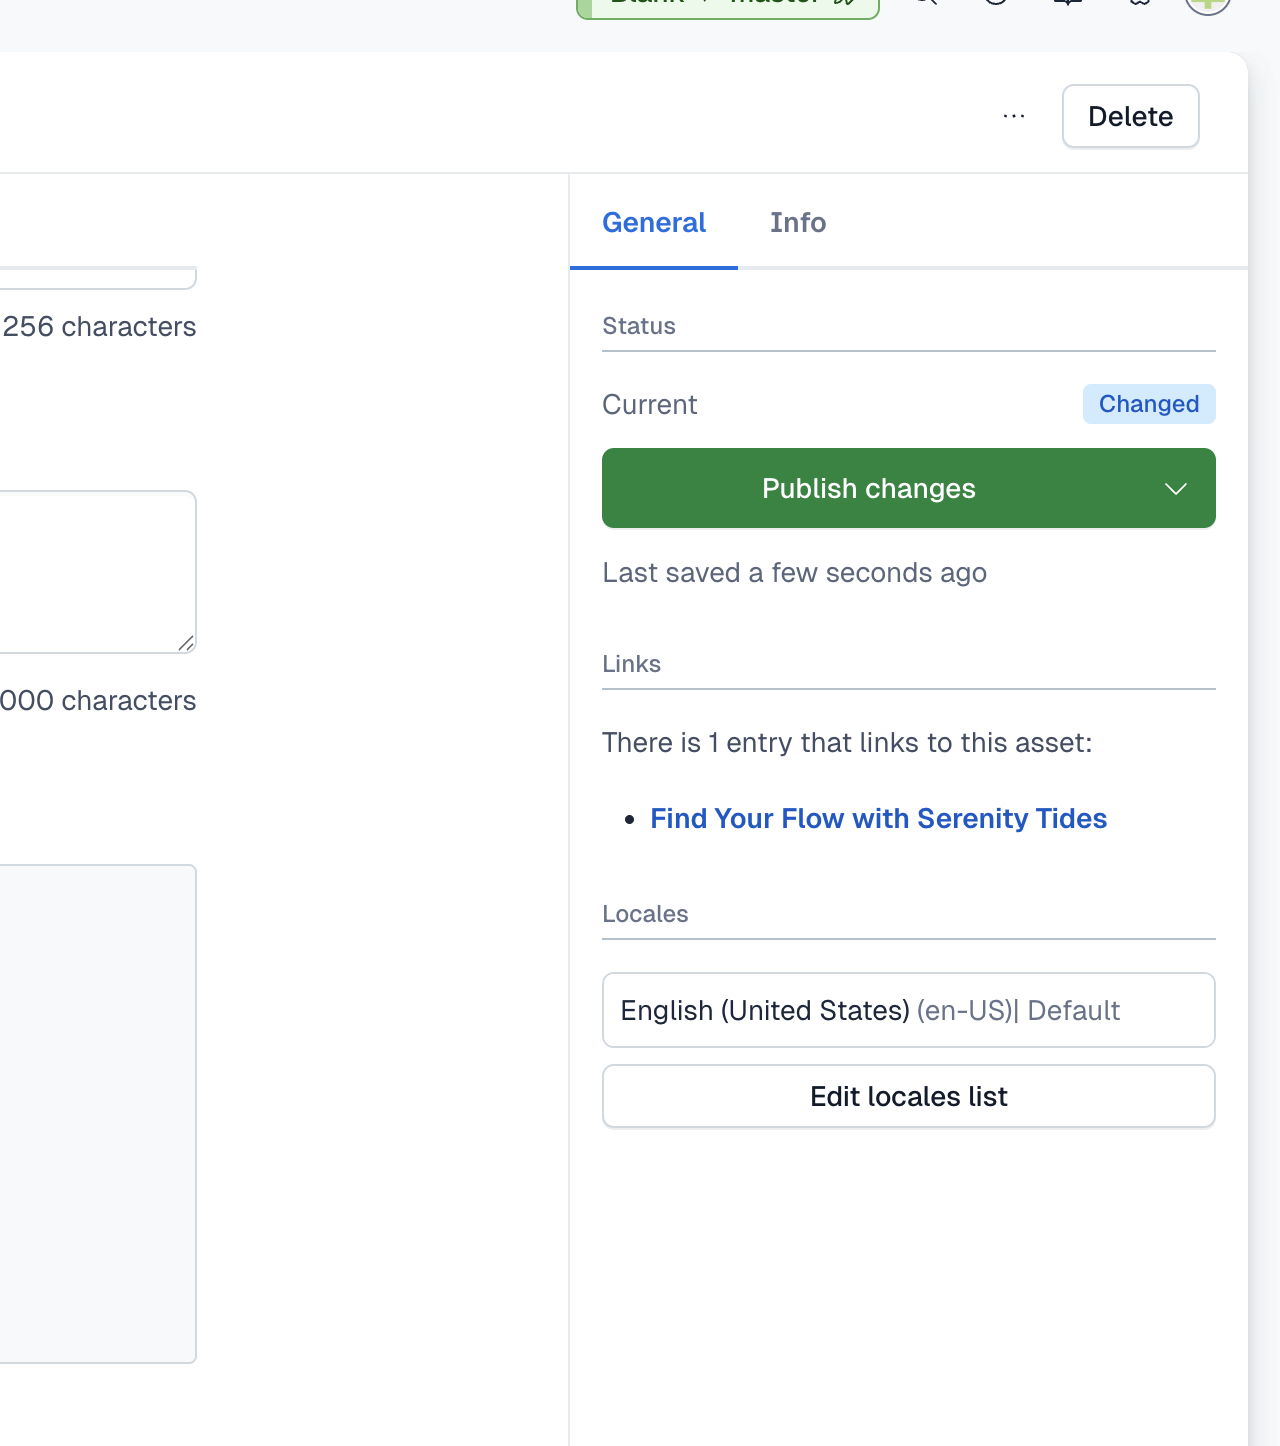 Delete
General
Info
256 characters
000 characters
Status
Current
Changed
Publish changes
Last saved a few seconds ago
Links
There is 1 entry that links to this asset:
• Find Your Flow with Serenity Tides
Locales
English (United States) (en-US)| Default
Edit locales list